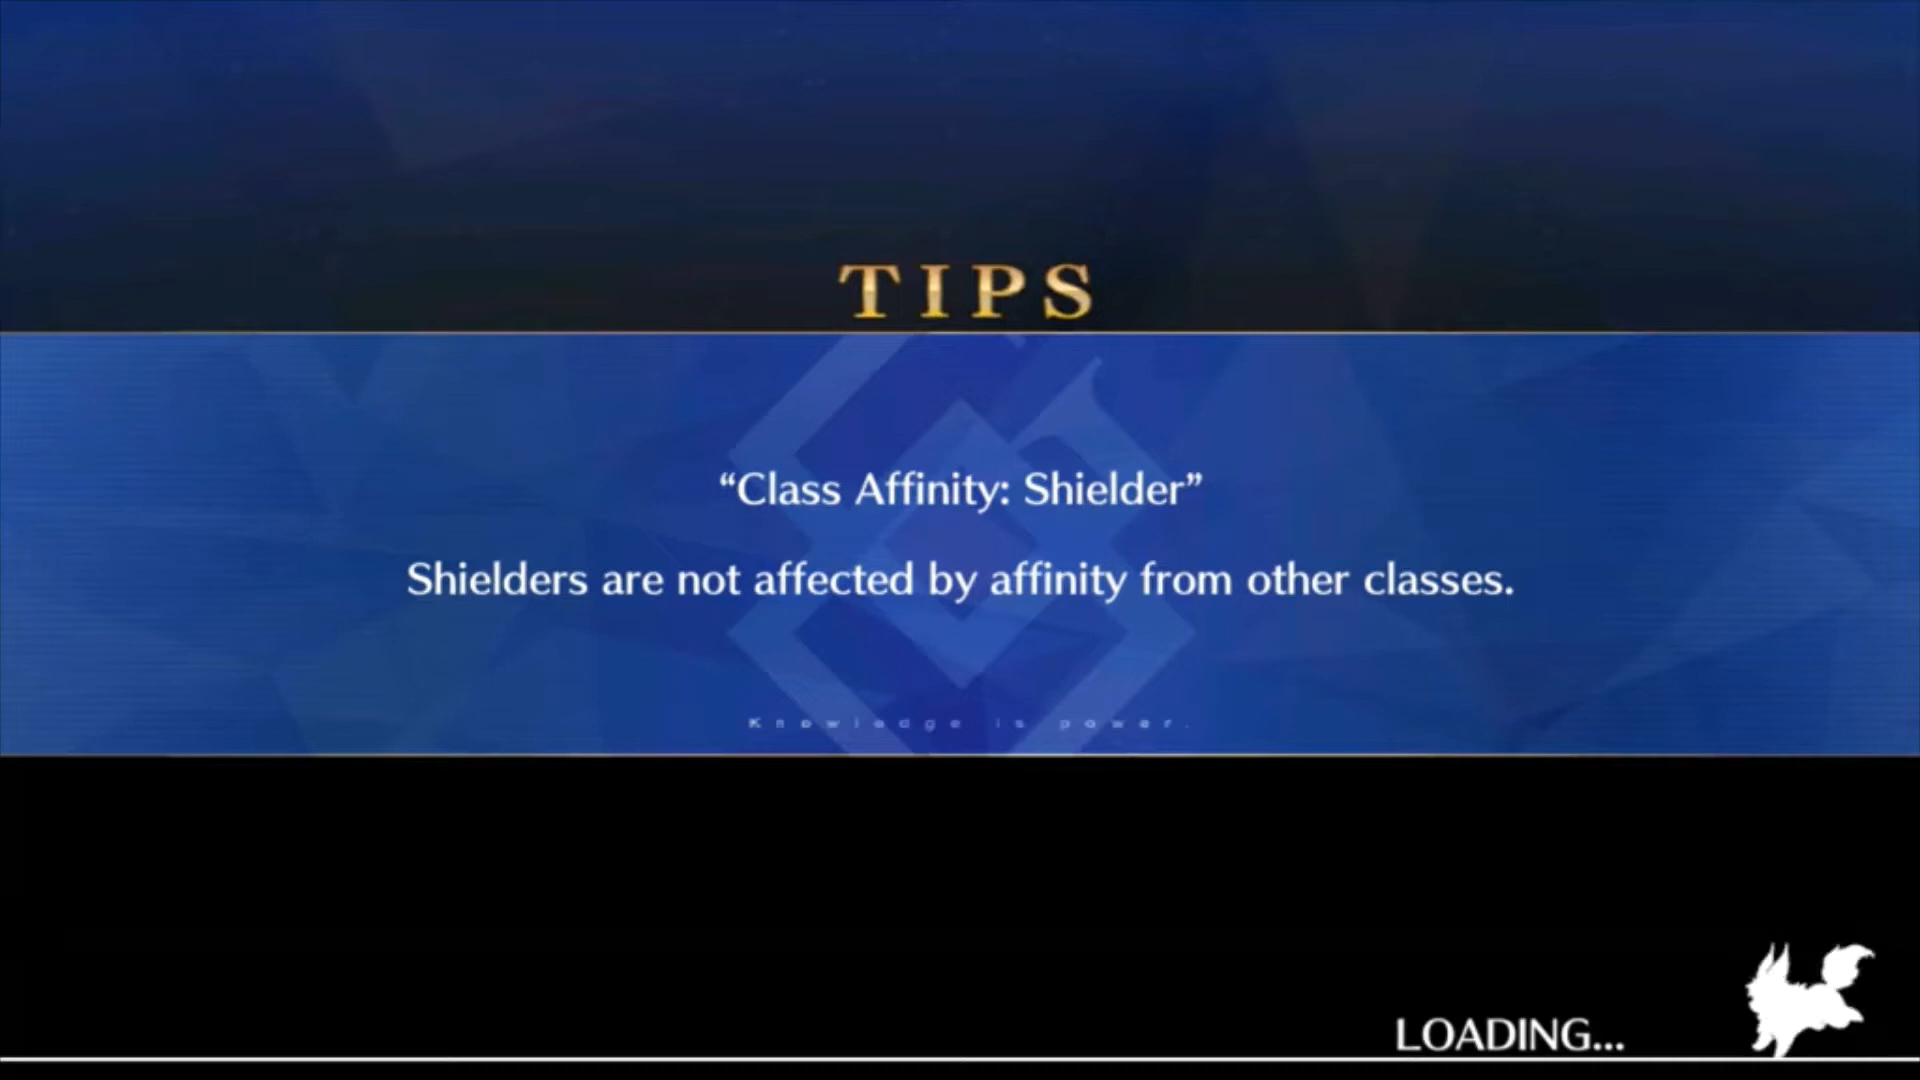 TIPS
“Class Affinity: Shielder”
Shielders are not affected by affinity from other classes.
Knowledge is power.
LOADING...